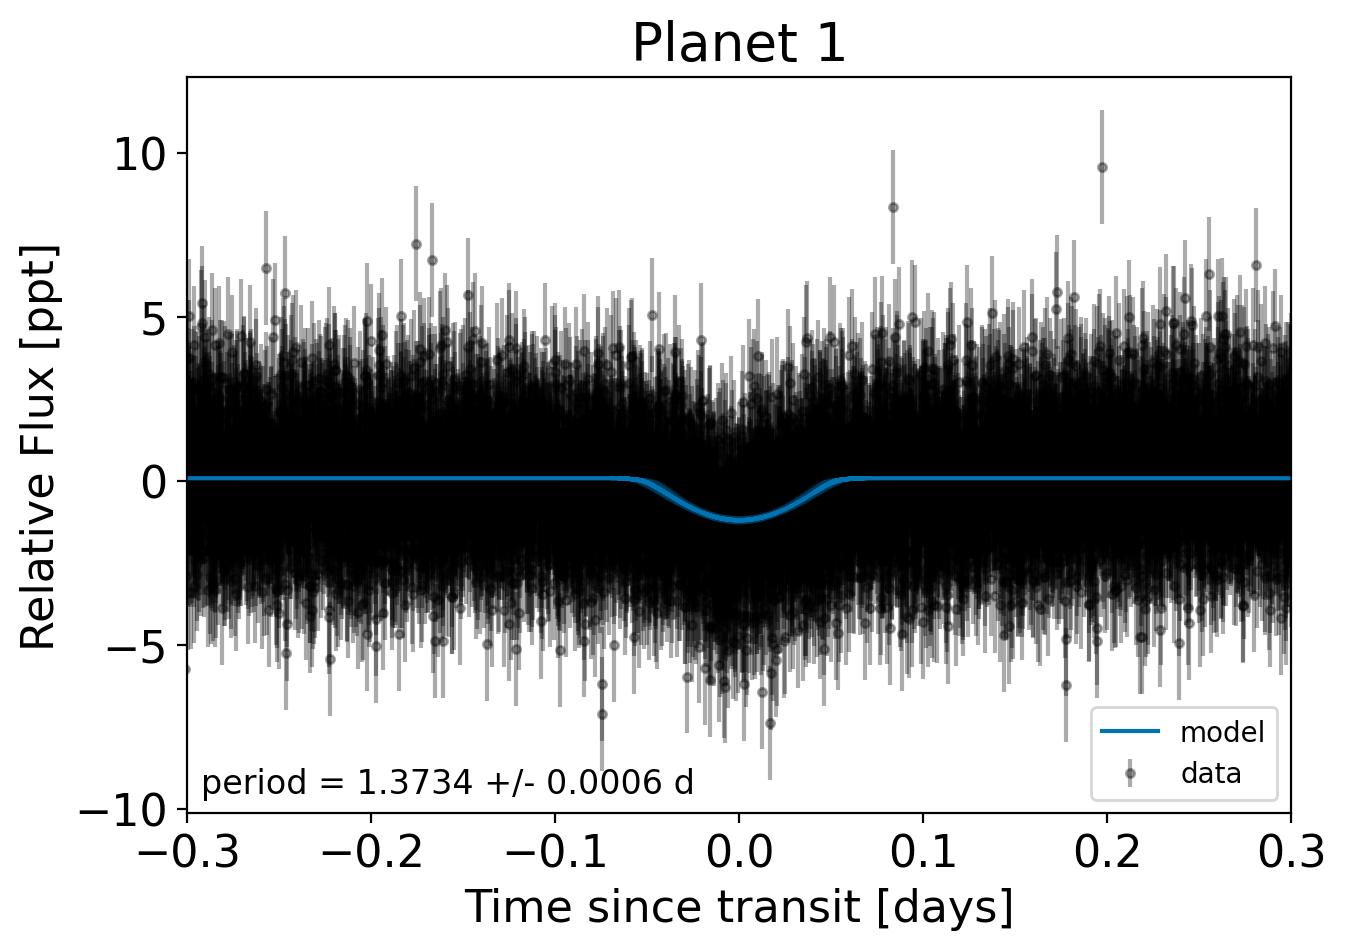 Planet 1
Relative Flux [ppt]
10
5
0
−5
−10
period = 1.3734 +/- 0.0006 d
model
data
−0.3 −0.2 −0.1 0.0 0.1 0.2 0.3
Time since transit [days]